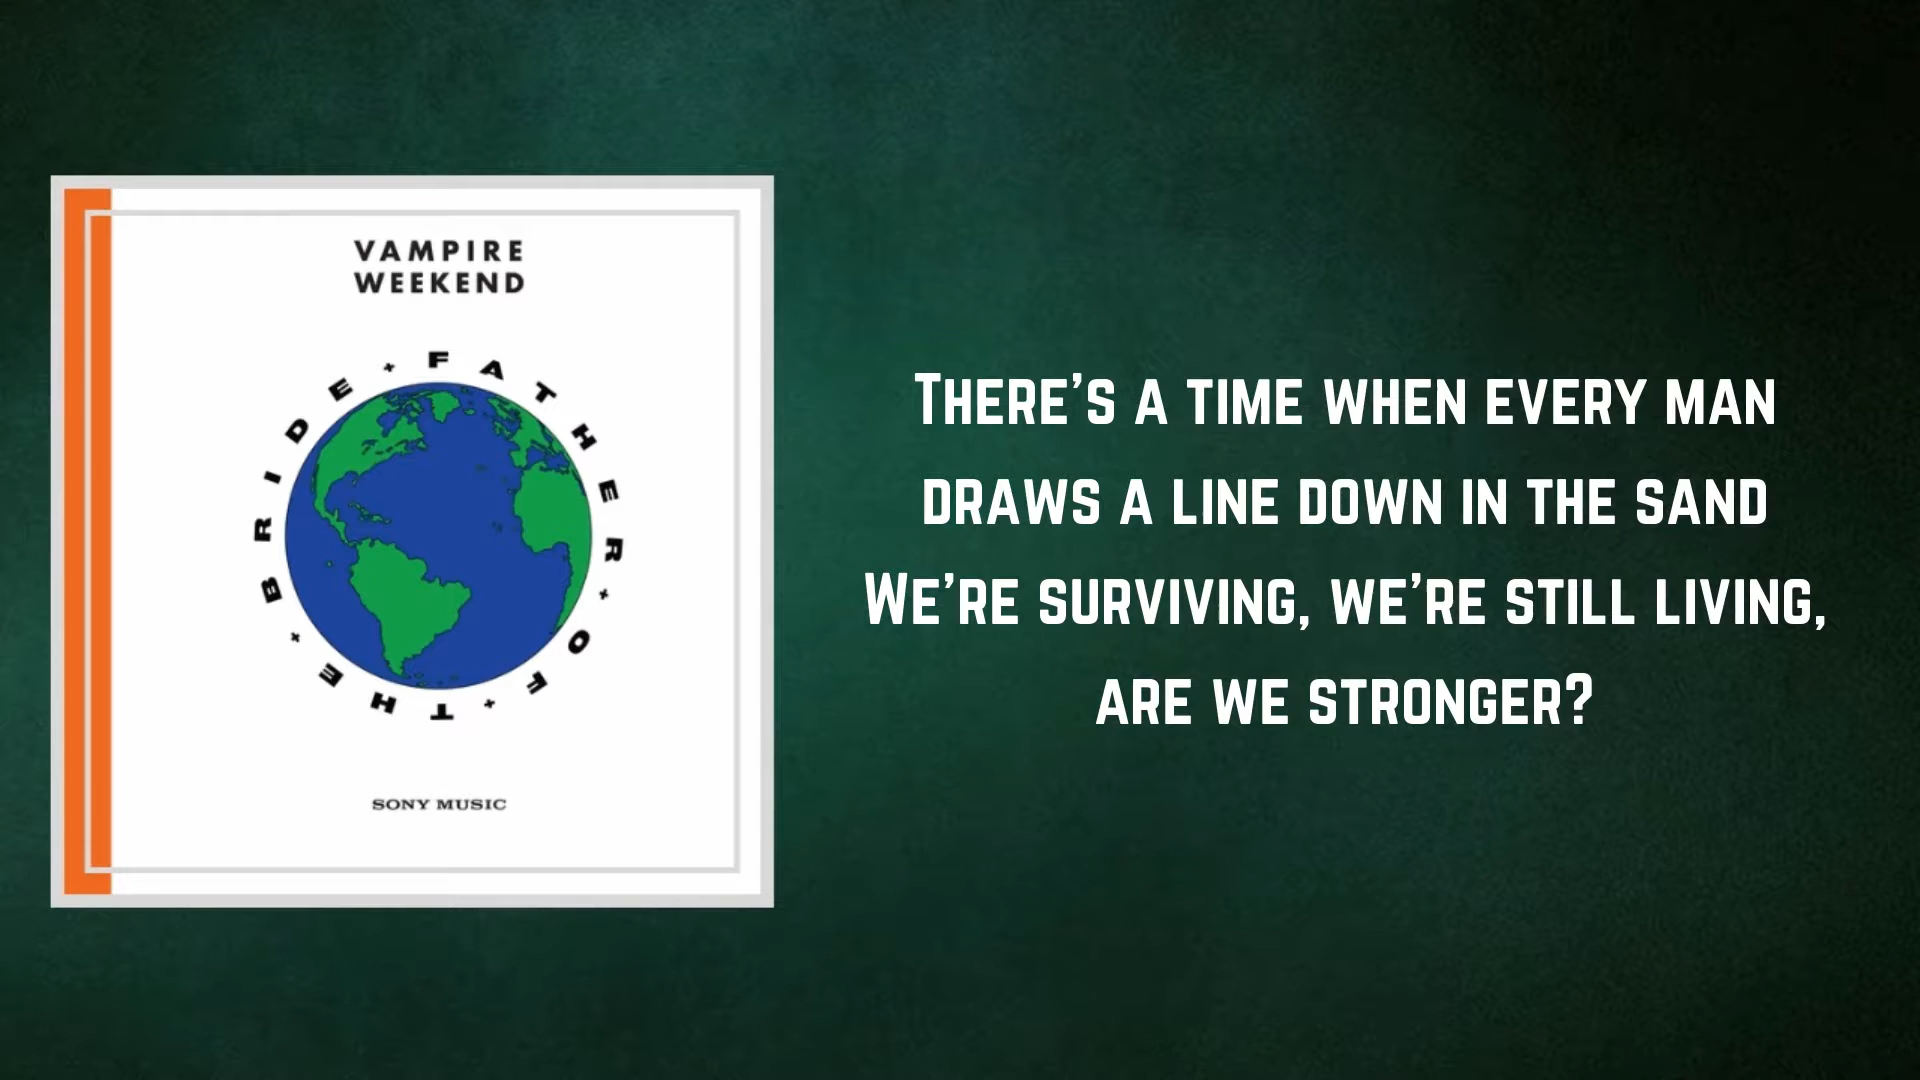 VAMPIRE
WEEKEND
FATHER + OF + THE + BRIDE +
SONY MUSIC
There's a time when every man
draws a line down in the sand
We're surviving, we're still living,
are we stronger?